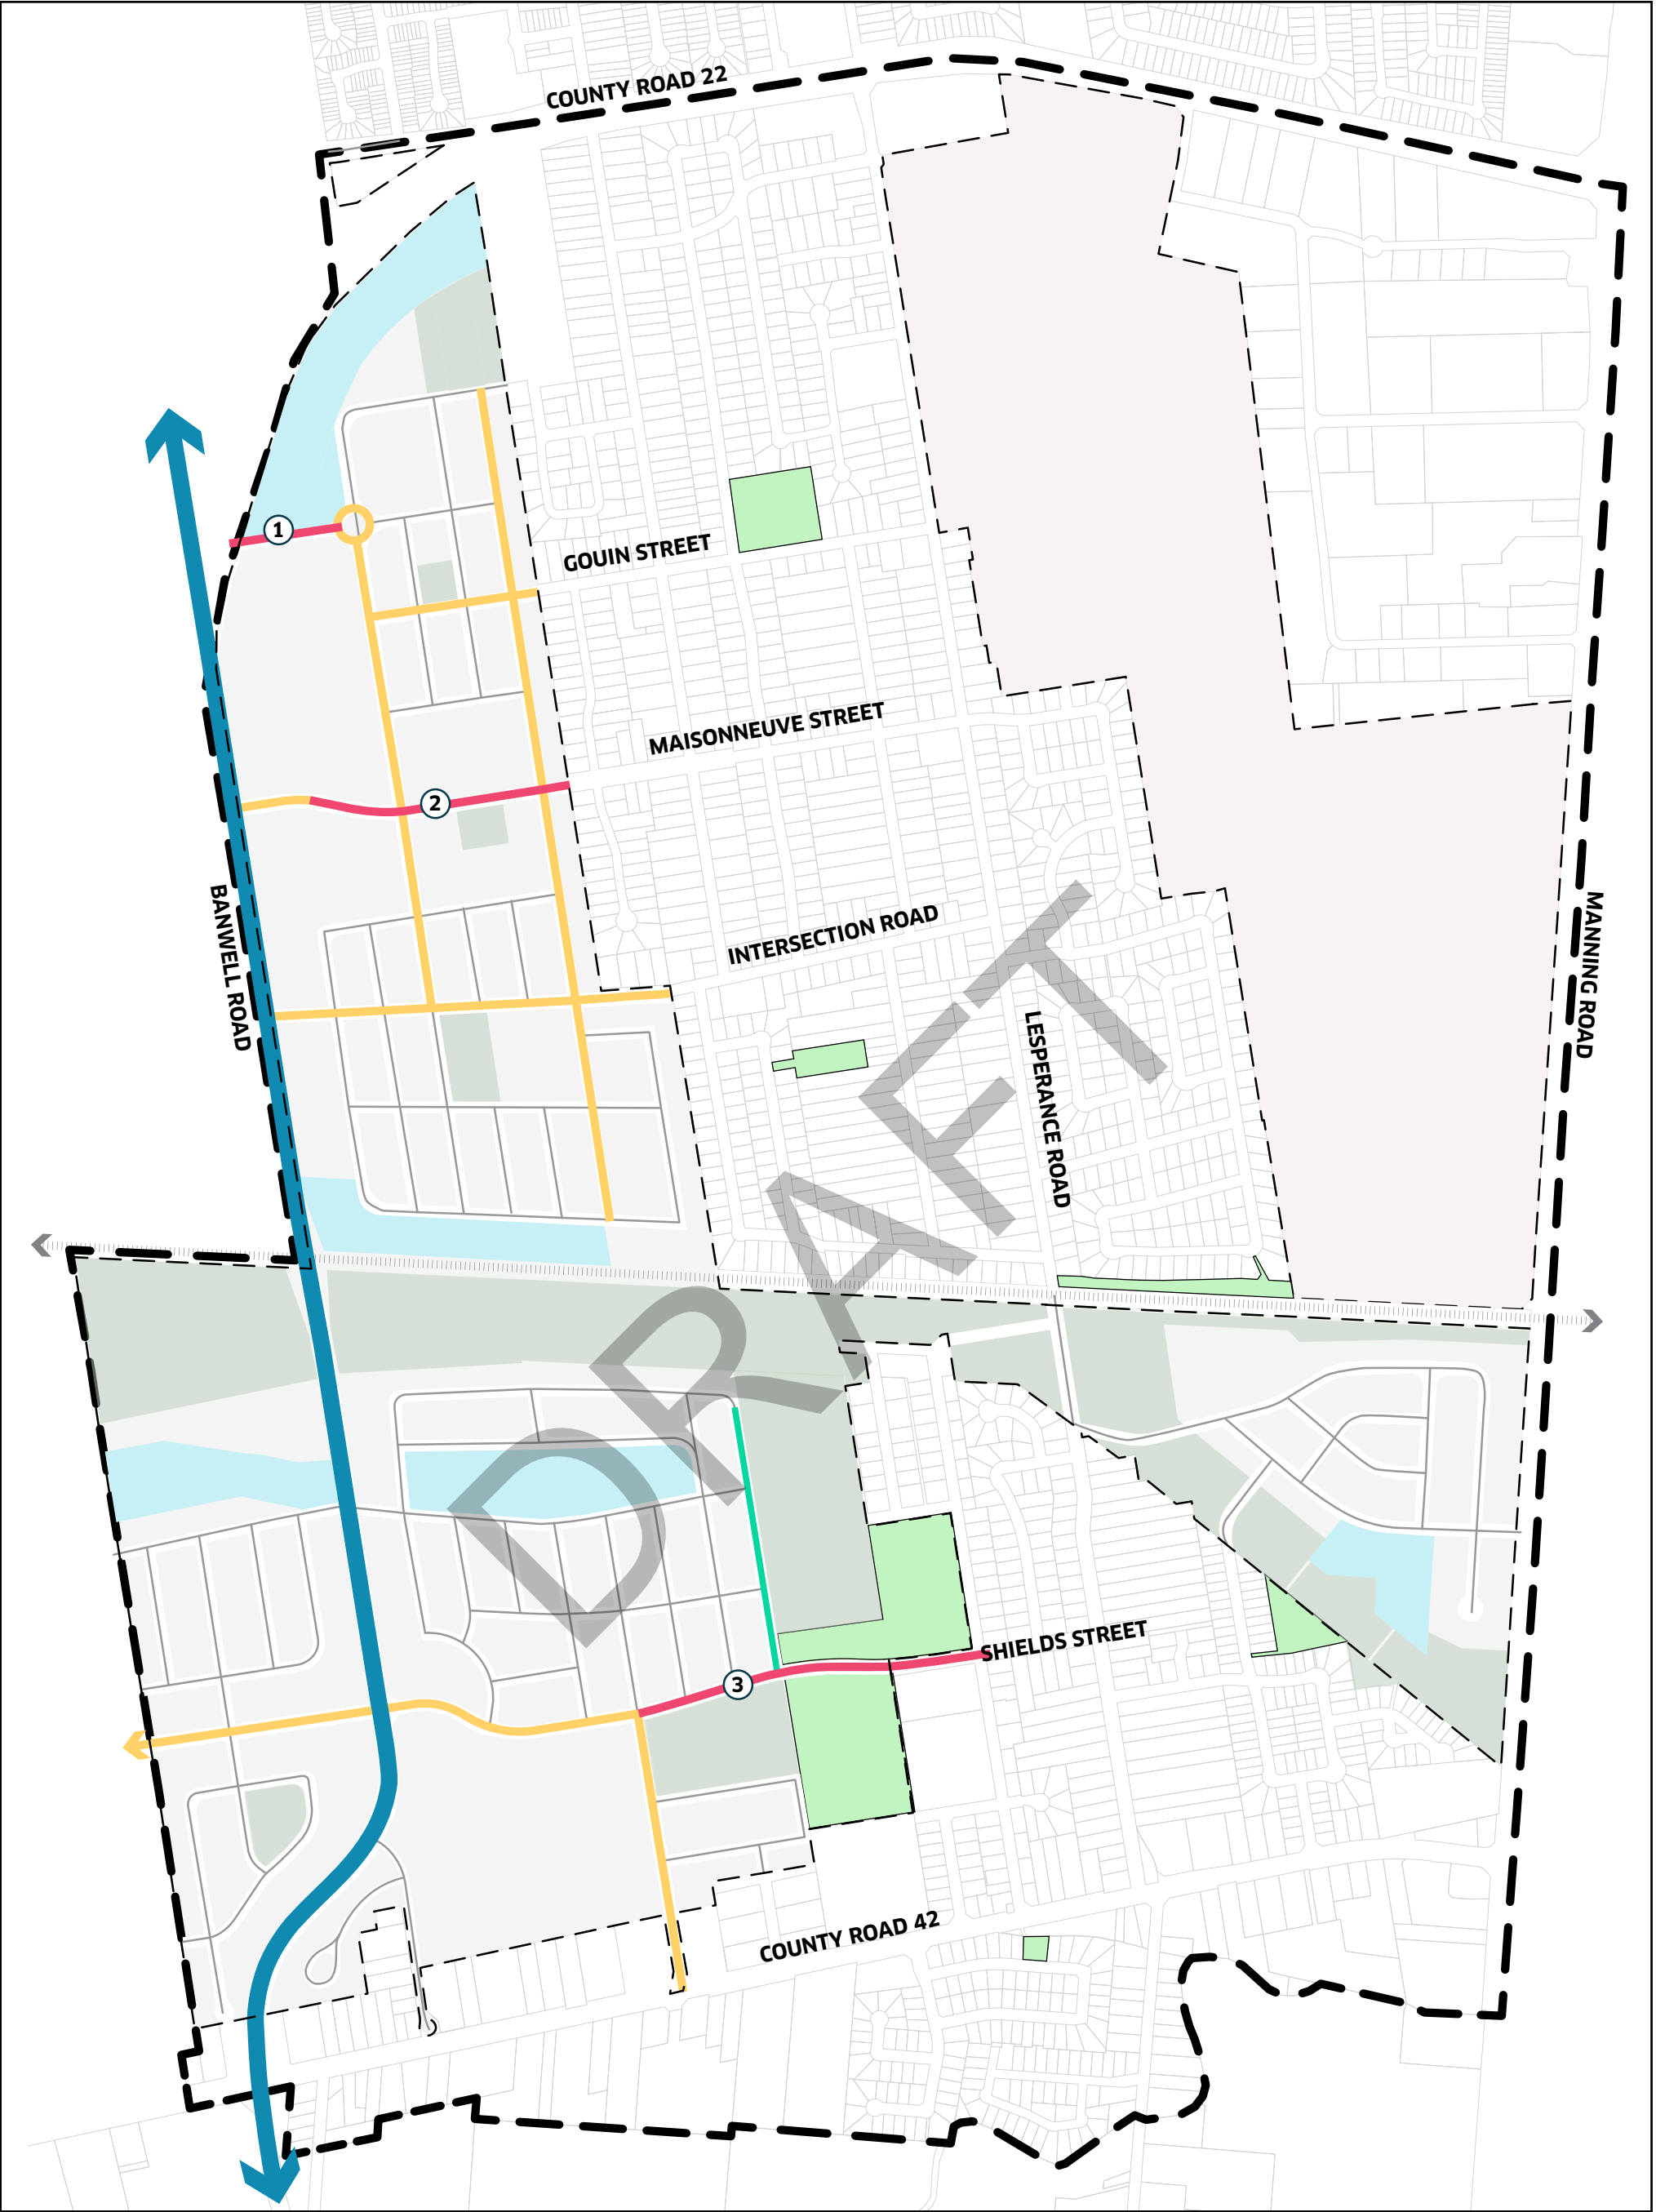 COUNTY ROAD 22
1
GOUIN STREET
MAISONNEUVE STREET
2
BANWELL ROAD
INTERSECTION ROAD
MANNING ROAD
LESPERANCE ROAD
DRAFT
SHIELDS STREET
3
COUNTY ROAD 42